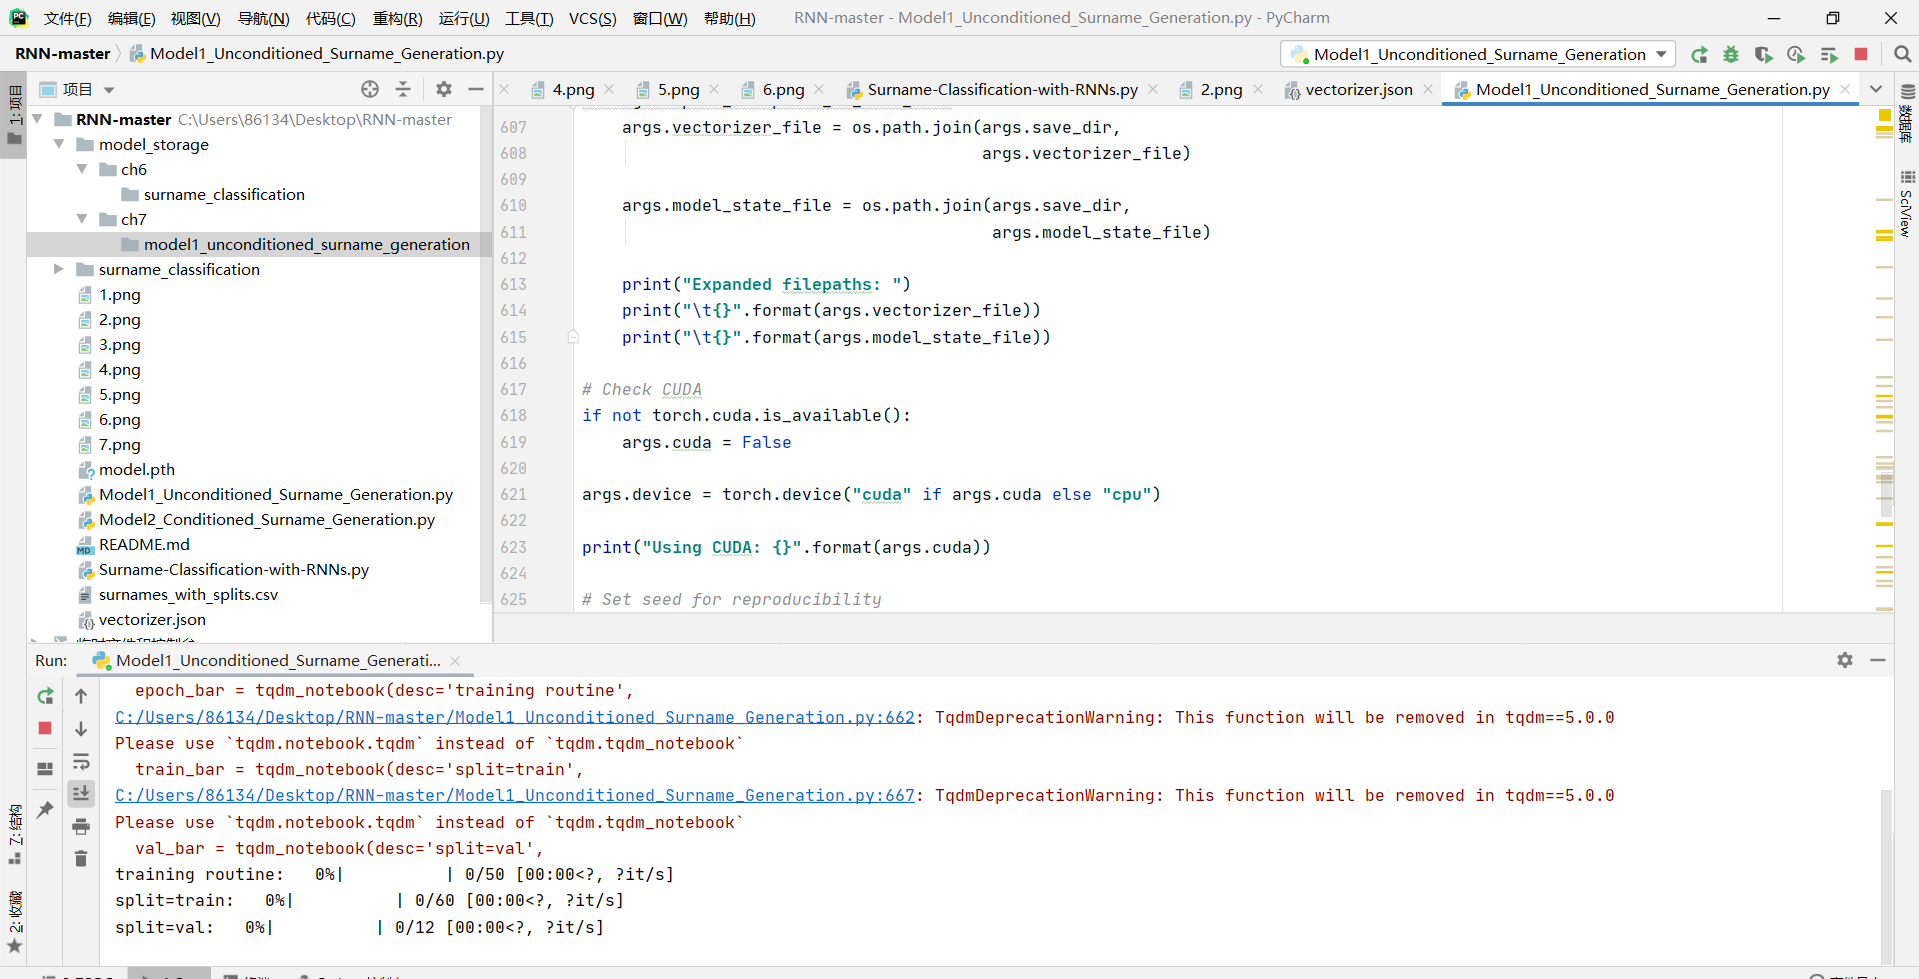 文件(F) 编辑(E) 视图(V) 导航(N) 代码(C) 重构(R) 运行(U) 工具(T) VCS(S) 窗口(W) 帮助(H) RNN-master - Model1_Unconditioned_Surname_Generation.py - PyCharm
RNN-master Model1_Unconditioned_Surname_Generation.py Model1_Unconditioned_Surname_Generation
1: 项目
项目
4.png 5.png 6.png Surname-Classification-with-RNNs.py 2.png vectorizer.json Model1_Unconditioned_Surname_Generation.py
RNN-master C:\Users\86134\Desktop\RNN-master
model_storage
ch6
surname_classification
ch7
model1_unconditioned_surname_generation
surname_classification
1.png
2.png
3.png
4.png
5.png
6.png
7.png
model.pth
Model1_Unconditioned_Surname_Generation.py
Model2_Conditioned_Surname_Generation.py
README.md
Surname-Classification-with-RNNs.py
surnames_with_splits.csv
vectorizer.json
607 args.vectorizer_file = os.path.join(args.save_dir,
608 args.vectorizer_file)
609
610 args.model_state_file = os.path.join(args.save_dir,
611 args.model_state_file)
612
613 print("Expanded filepaths: ")
614 print("\t{}".format(args.vectorizer_file))
615 print("\t{}".format(args.model_state_file))
616
617 # Check CUDA
618 if not torch.cuda.is_available():
619 args.cuda = False
620
621 args.device = torch.device("cuda" if args.cuda else "cpu")
622
623 print("Using CUDA: {}".format(args.cuda))
624
625 # Set seed for reproducibility
数据库
SciView
Run: Model1_Unconditioned_Surname_Generati...
epoch_bar = tqdm_notebook(desc='training routine',
C:/Users/86134/Desktop/RNN-master/Model1_Unconditioned_Surname_Generation.py:662: TqdmDeprecationWarning: This function will be removed in tqdm==5.0.0
Please use `tqdm.notebook.tqdm` instead of `tqdm.tqdm_notebook`
train_bar = tqdm_notebook(desc='split=train',
C:/Users/86134/Desktop/RNN-master/Model1_Unconditioned_Surname_Generation.py:667: TqdmDeprecationWarning: This function will be removed in tqdm==5.0.0
Please use `tqdm.notebook.tqdm` instead of `tqdm.tqdm_notebook`
val_bar = tqdm_notebook(desc='split=val',
training routine: 0%| | 0/50 [00:00<?, ?it/s]
split=train: 0%| | 0/60 [00:00<?, ?it/s]
split=val: 0%| | 0/12 [00:00<?, ?it/s]
Z: 结构
2: 收藏